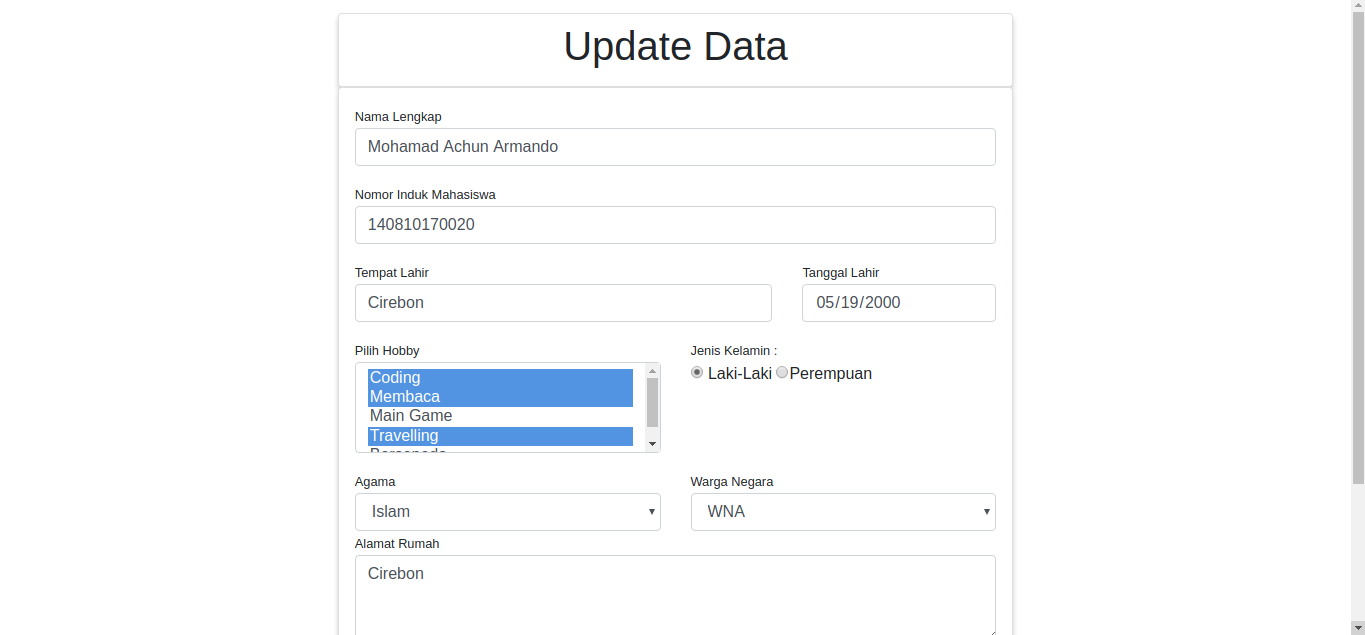 Update Data
Nama Lengkap
Mohamad Achun Armando
Nomor Induk Mahasiswa
140810170020
Tempat Lahir Tanggal Lahir
Cirebon 05/19/2000
Pilih Hobby Jenis Kelamin :
Coding Laki-Laki Perempuan
Membaca
Main Game
Travelling
Agama Warga Negara
Islam WNA
Alamat Rumah
Cirebon